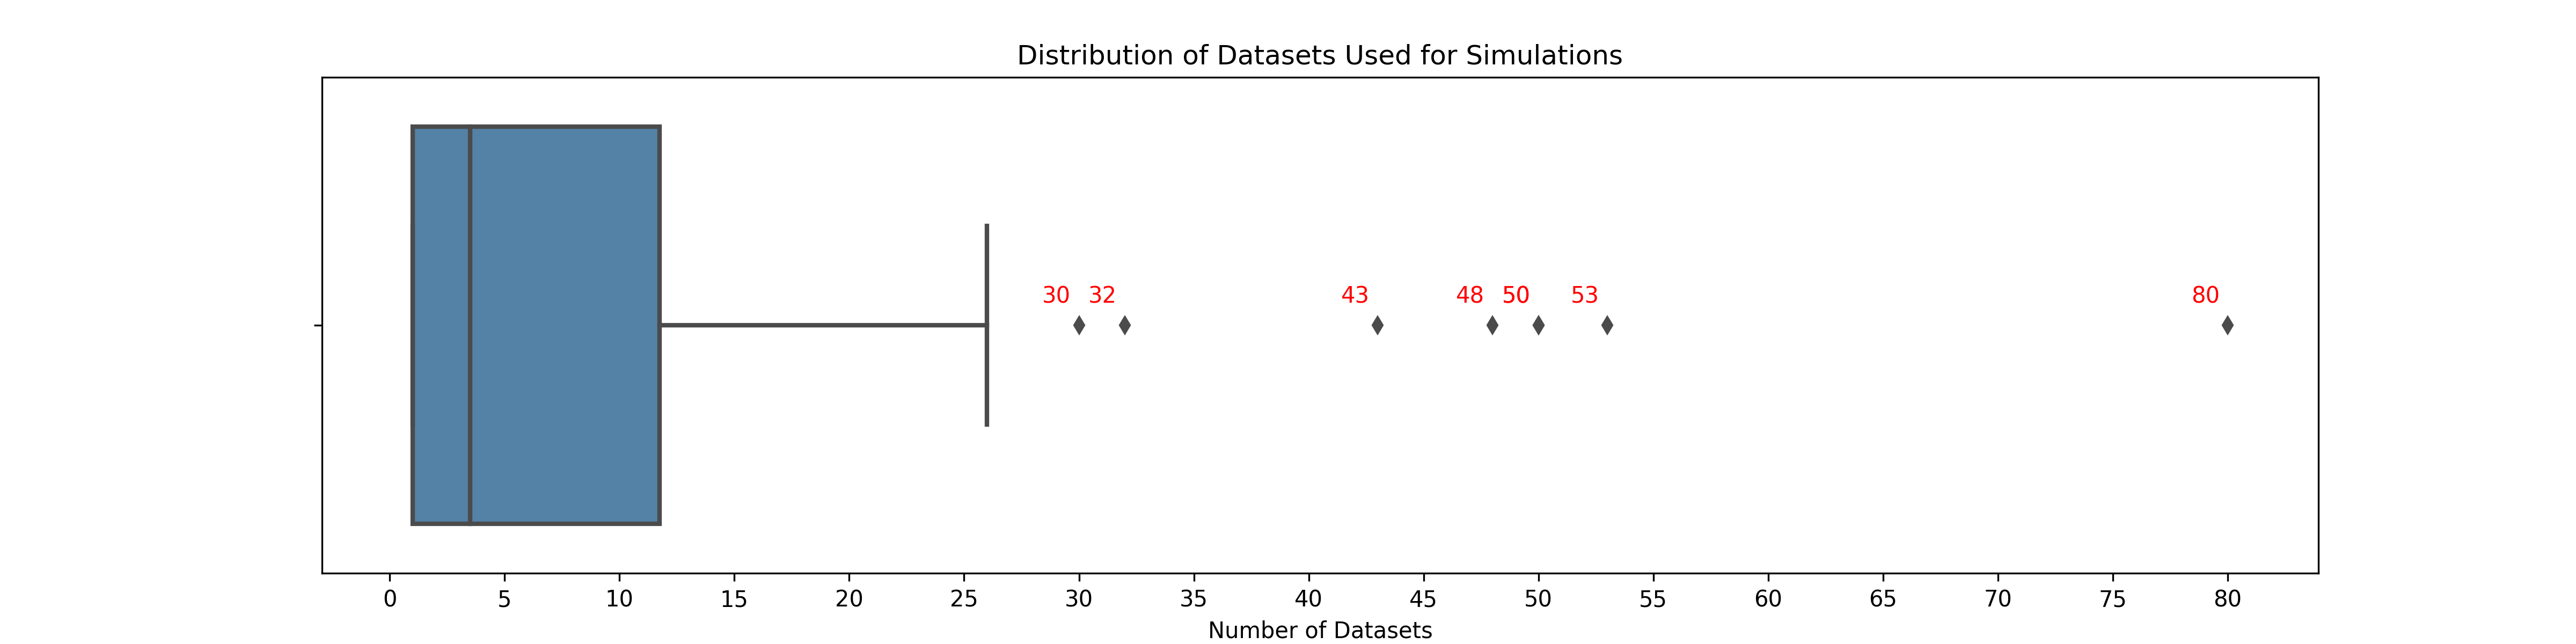 Distribution of Datasets Used for Simulations
30 32 43 48 50 53 80
0 5 10 15 20 25 30 35 40 45 50 55 60 65 70 75 80
Number of Datasets